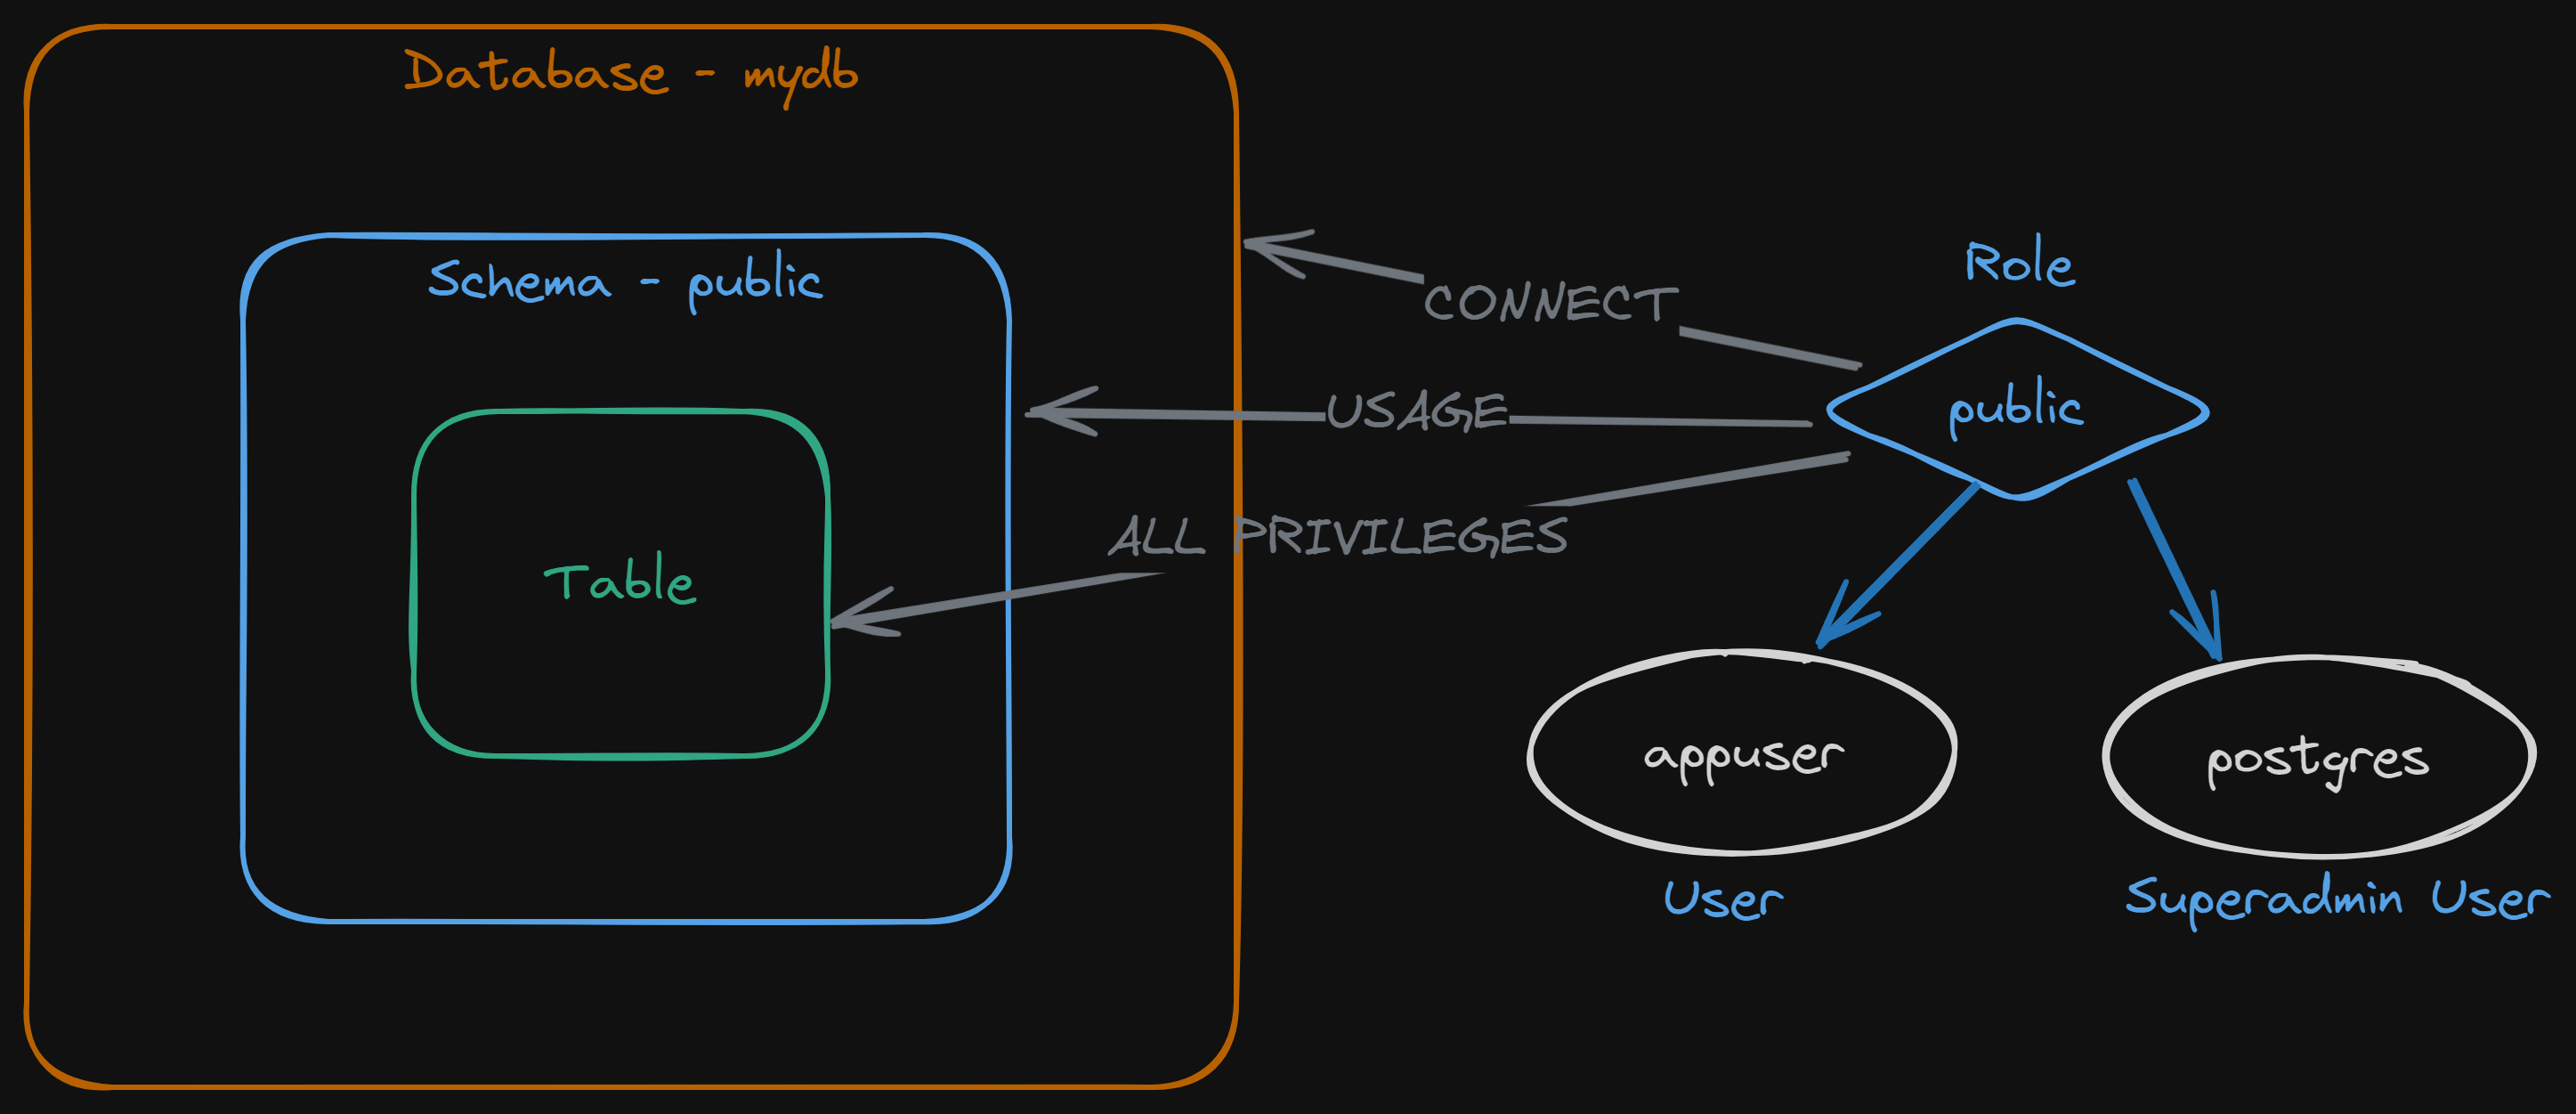 Database - mydb
Schema - public
Table
CONNECT
USAGE
ALL PRIVILEGES
Role
public
appuser
User
postgres
Superadmin User